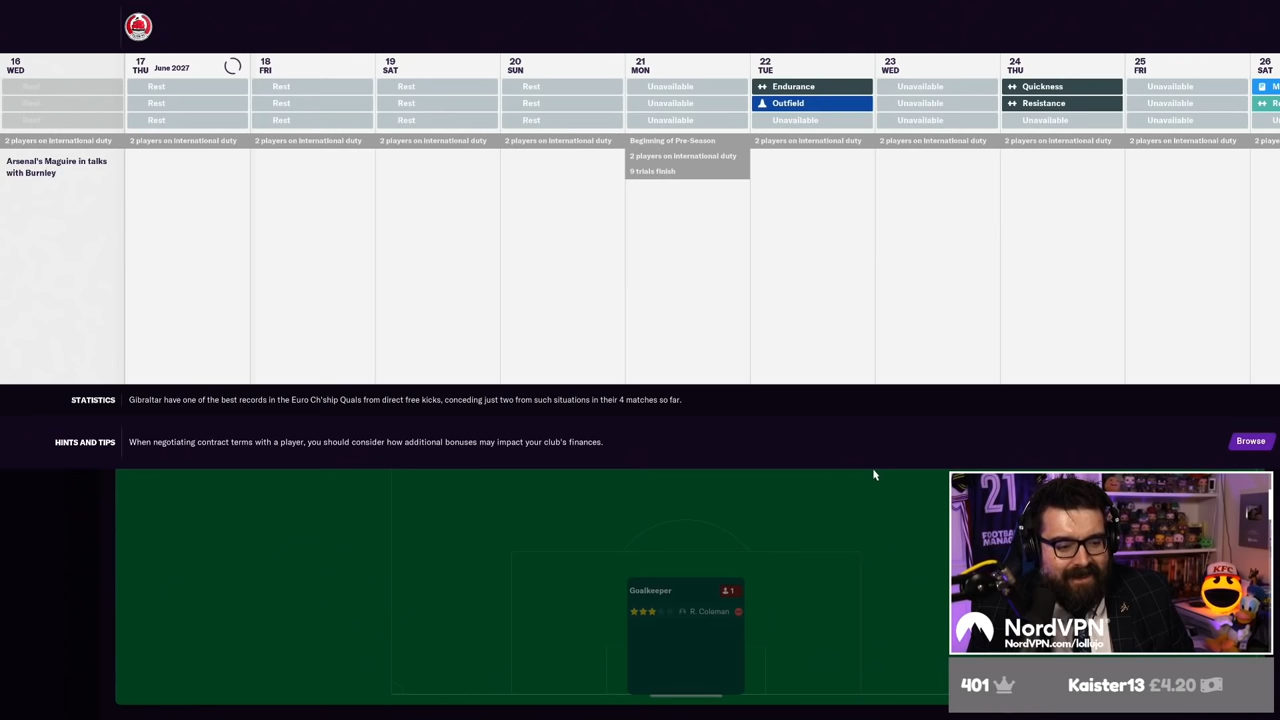 16
WED
17
THU June 2027
18
FRI
19
SAT
20
SUN
21
MON
22
TUE
23
WED
24
THU
25
FRI
26
SAT
Rest Rest Rest Rest Rest Unavailable Endurance Unavailable Quickness Unavailable M
Rest Rest Rest Rest Rest Unavailable Outfield Unavailable Resistance Unavailable
Rest Rest Rest Rest Rest Unavailable Unavailable Unavailable Unavailable Unavailable
2 players on International duty 2 players on International duty 2 players on International duty 2 players on International duty 2 players on International duty Beginning of Pre-Season 2 players on International duty 2 players on International duty 2 players on International duty 2 players on International duty 2 playe
2 players on International duty
9 trials finish
Arsenal's Maguire in talks
with Burnley
STATISTICS Gibraltar have one of the best records in the Euro Ch'ship Quals from direct free kicks, conceding just two from such situations in their 4 matches so far.
HINTS AND TIPS When negotiating contract terms with a player, you should consider how additional bonuses may impact your club's finances.
Browse
21
FOOTBALL
KFC
Goalkeeper 1
R. Coleman
NordVPN®
NordVPN.com/lollujo
401 Kaister13 £4.20